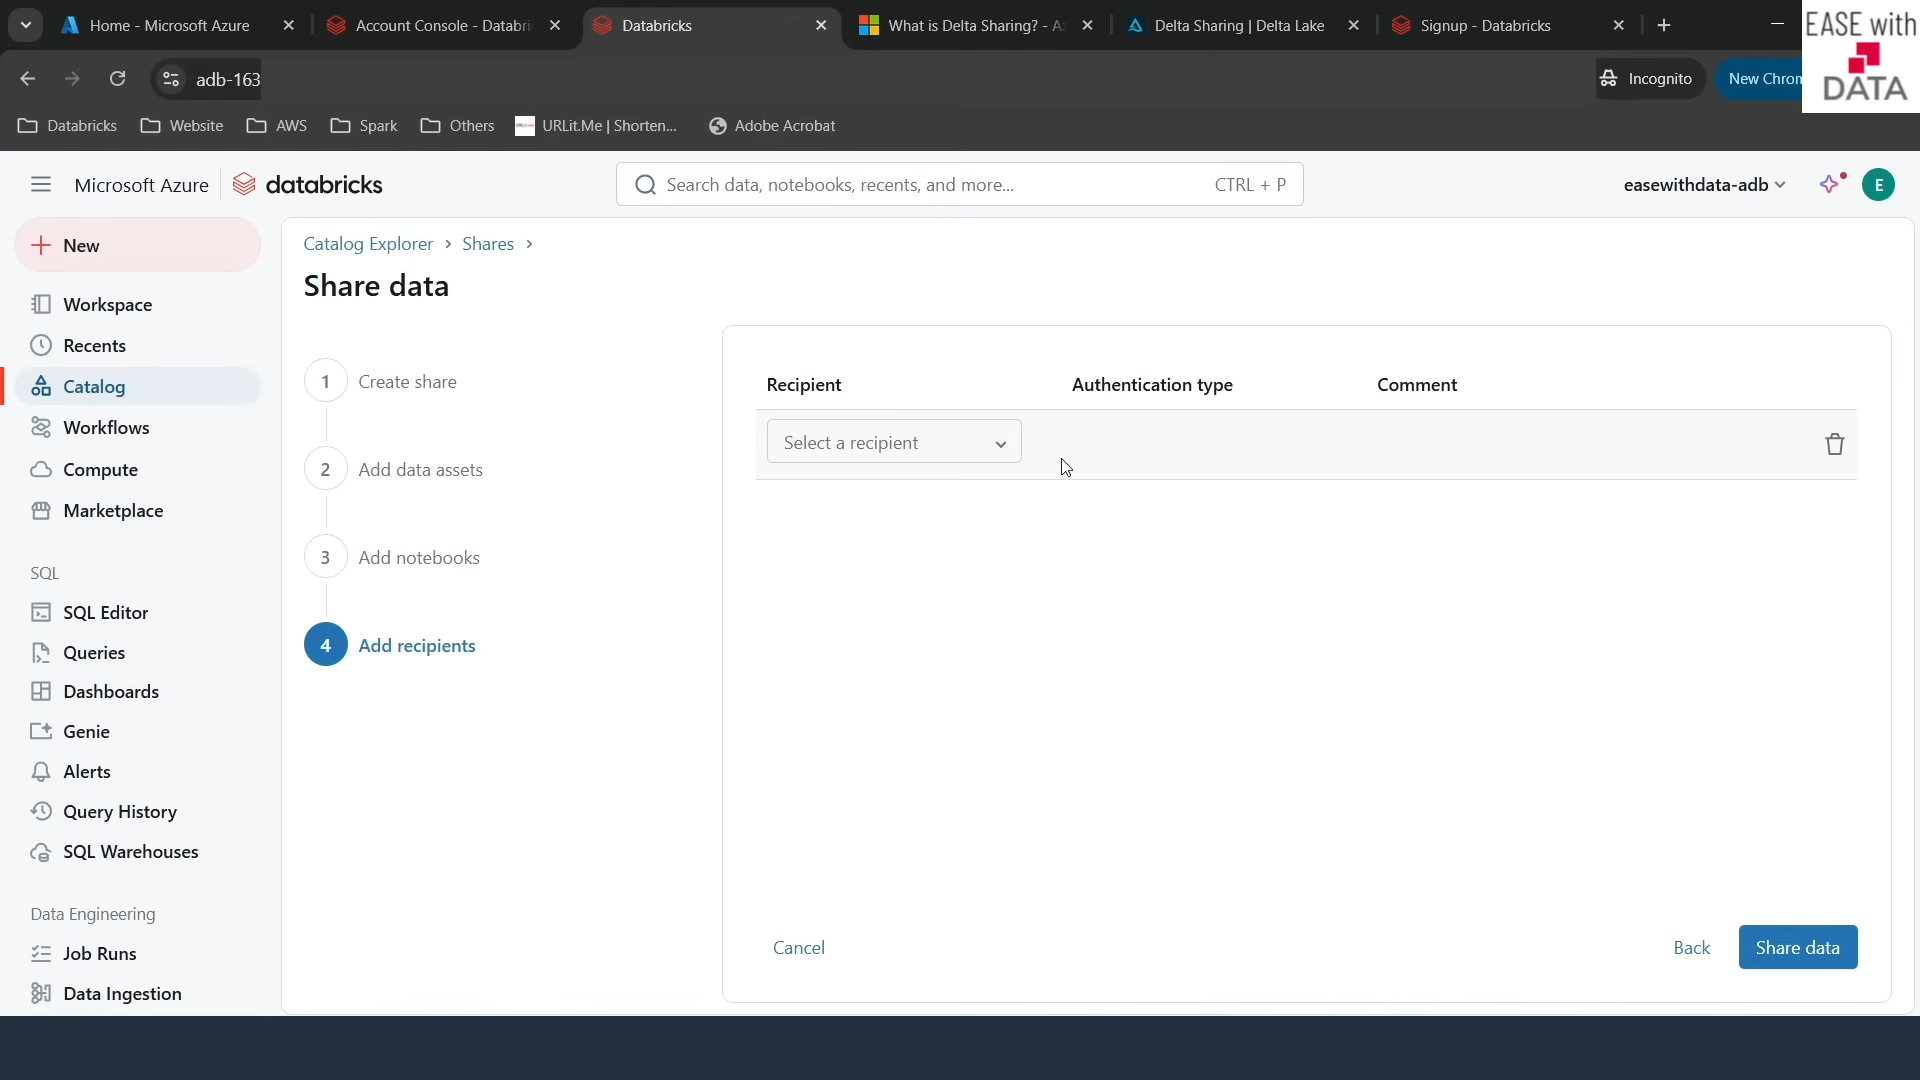 Home - Microsoft Azure
Account Console - Databri
Databricks
What is Delta Sharing? - Az
Delta Sharing | Delta Lake
Signup - Databricks
EASE with
DATA
adb-163
Incognito
New Chrom
Databricks
Website
AWS
Spark
Others
URLit.Me | Shorten...
Adobe Acrobat
Microsoft Azure
databricks
Search data, notebooks, recents, and more...
CTRL + P
easewithdata-adb
E
New
Workspace
Recents
Catalog
Workflows
Compute
Marketplace
SQL
SQL Editor
Queries
Dashboards
Genie
Alerts
Query History
SQL Warehouses
Data Engineering
Job Runs
Data Ingestion
Catalog Explorer › Shares ›
Share data
1 Create share
2 Add data assets
3 Add notebooks
4 Add recipients
Recipient Authentication type Comment
Select a recipient
Cancel
Back
Share data